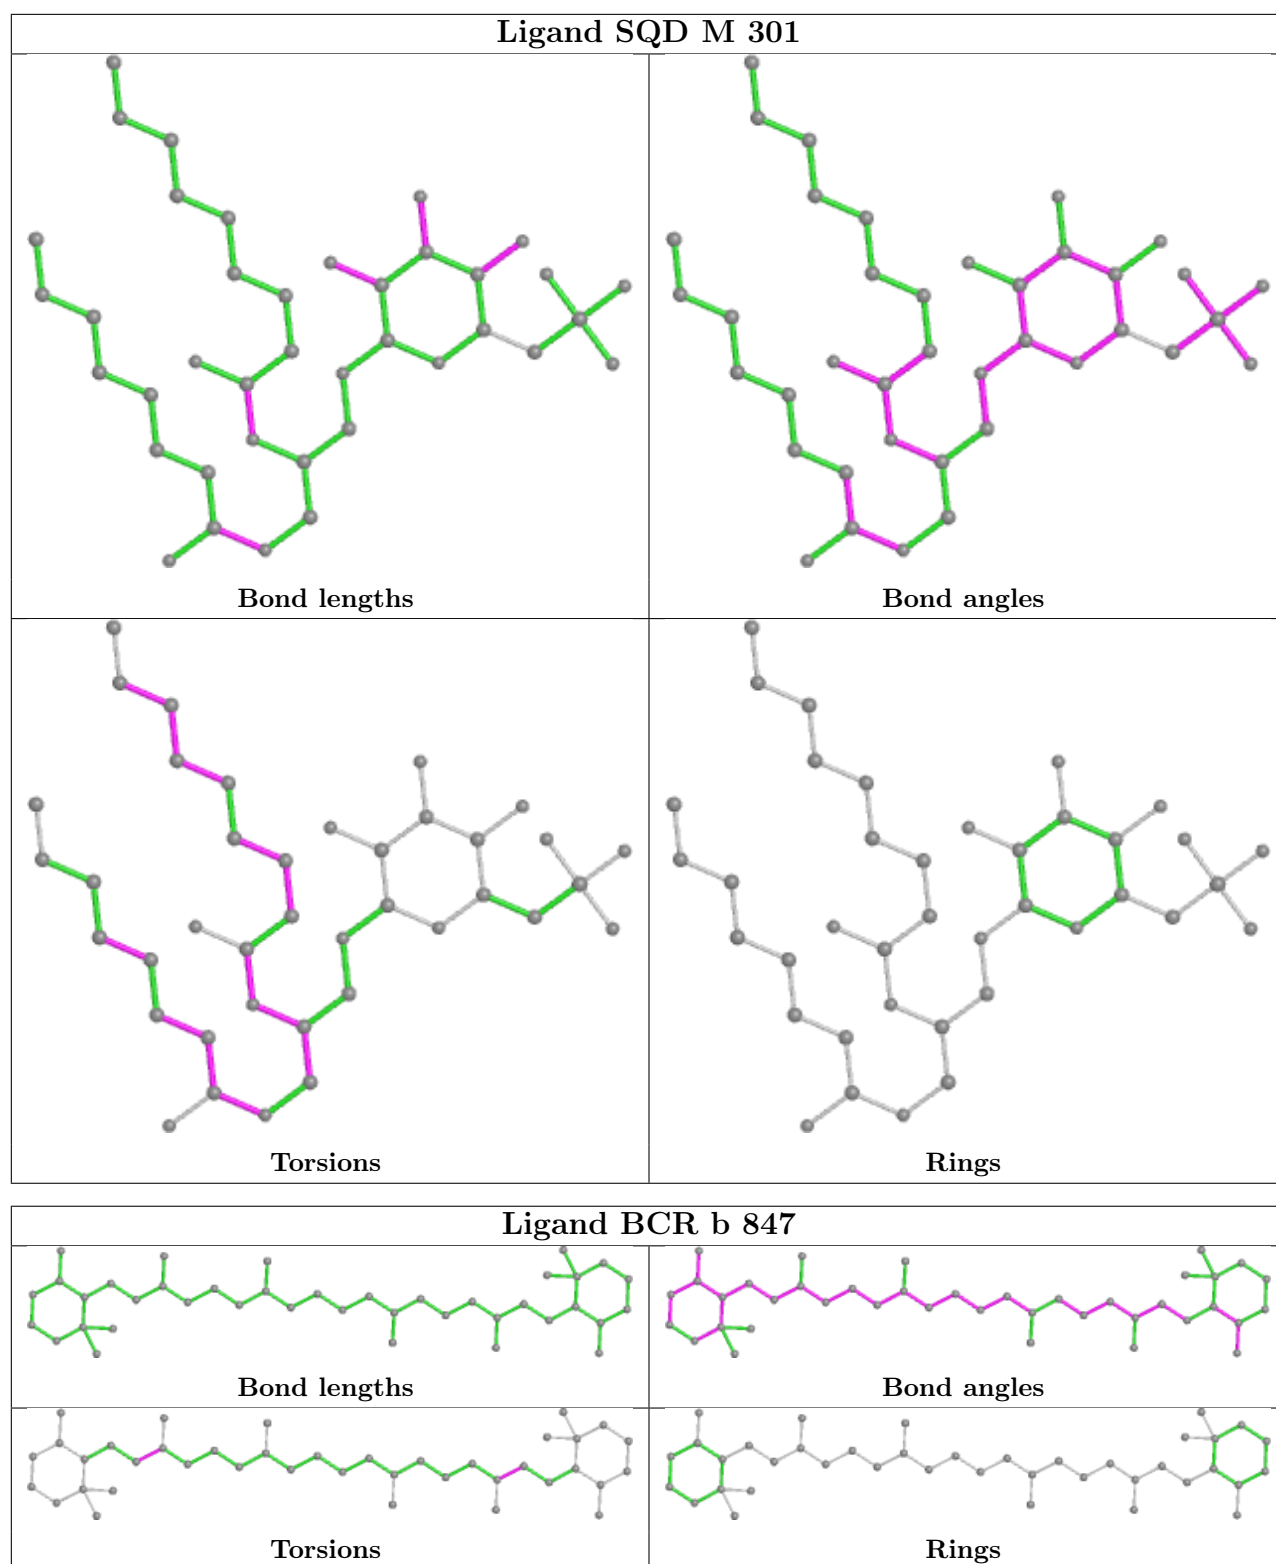 Ligand SQD M 301
Bond lengths
Bond angles
Torsions
Rings
Ligand BCR b 847
Bond lengths
Bond angles
Torsions
Rings